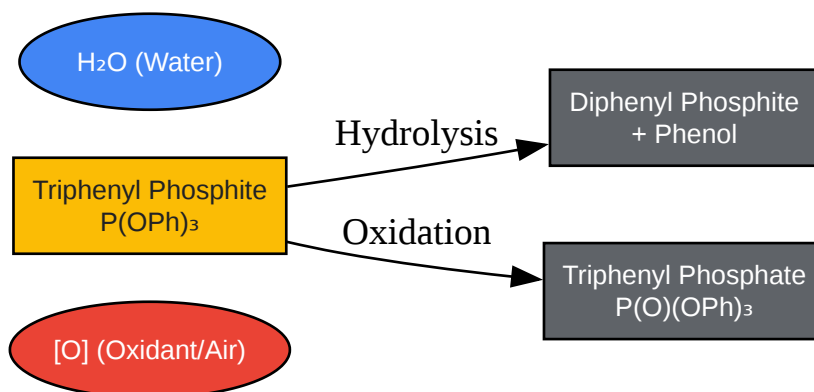 H₂O (Water)
Hydrolysis
Diphenyl Phosphite
+ Phenol
Triphenyl Phosphite
P(OPh)₃
Oxidation
Triphenyl Phosphate
P(O)(OPh)₃
[O] (Oxidant/Air)